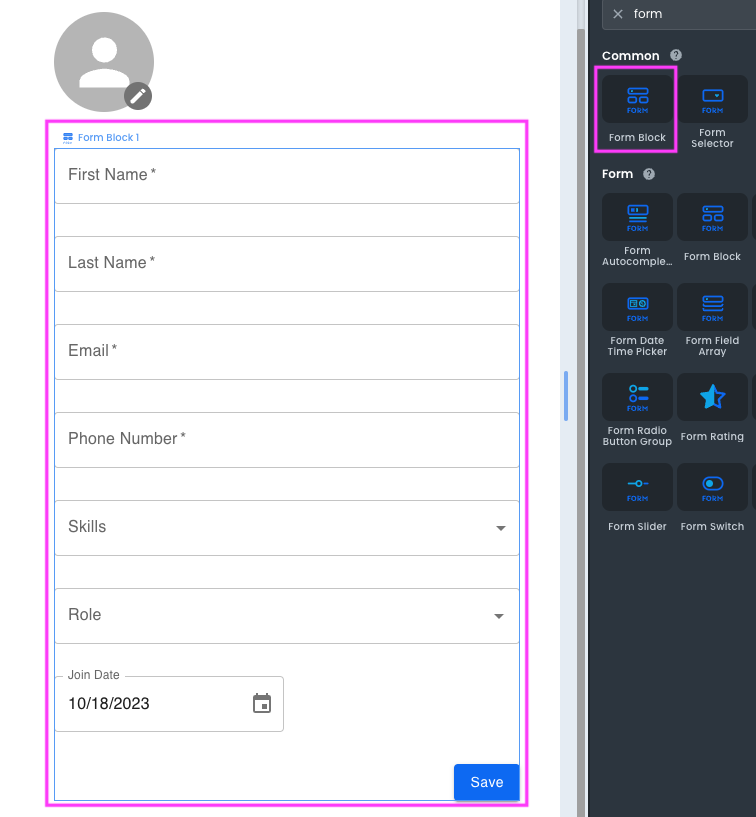 Form Block 1
First Name *
Last Name *
Email *
Phone Number *
Skills
Role
Join Date
10/18/2023
Save
form
Common ?
FORM
Form Block
FORM
Form
Selector
Form ?
FORM
Form
Autocomple...
FORM
Form Block
FORM
Form Date
Time Picker
FORM
Form Field
Array
FORM
Form Radio
Button Group
Form Rating
FORM
Form Slider
FORM
Form Switch